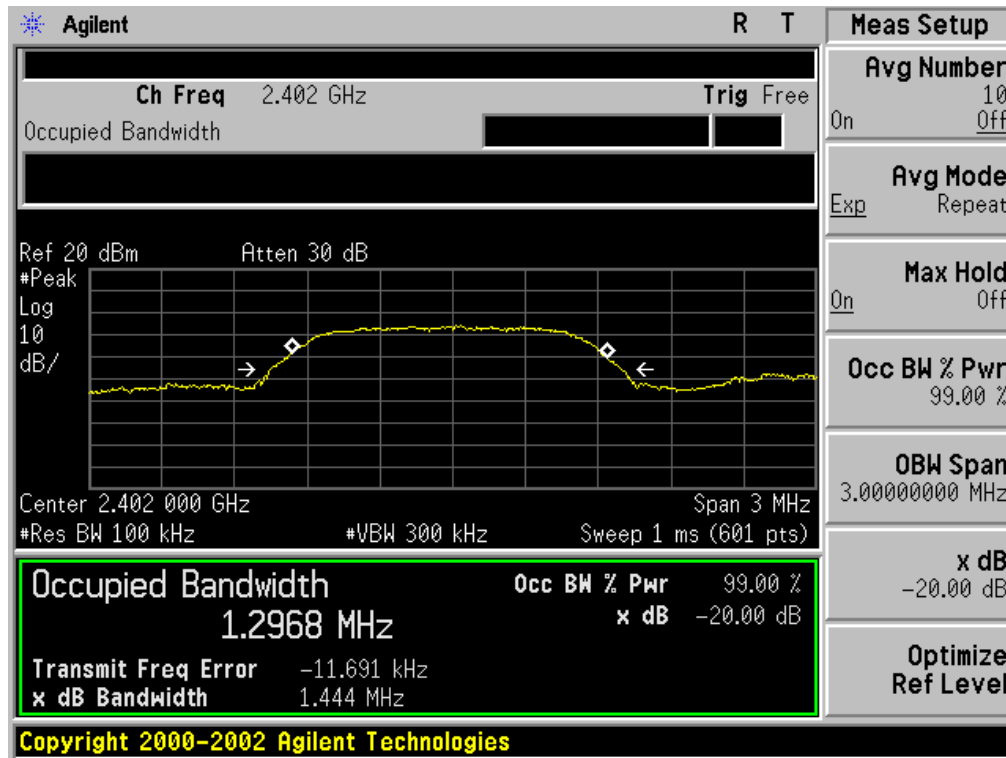 Agilent R T
Ch Freq 2.402 GHz Trig Free
Occupied Bandwidth
Ref 20 dBm Atten 30 dB
#Peak
Log
10
dB/
Center 2.402 000 GHz Span 3 MHz
#Res BW 100 kHz #VBW 300 kHz Sweep 1 ms (601 pts)
Occupied Bandwidth Occ BW % Pwr 99.00 %
1.2968 MHz x dB -20.00 dB
Transmit Freq Error -11.691 kHz
x dB Bandwidth 1.444 MHz
Copyright 2000-2002 Agilent Technologies
Meas Setup
Avg Number
10
On Off
Avg Mode
Exp Repeat
Max Hold
On Off
Occ BW % Pwr
99.00 %
OBW Span
3.00000000 MHz
x dB
-20.00 dB
Optimize
Ref Level